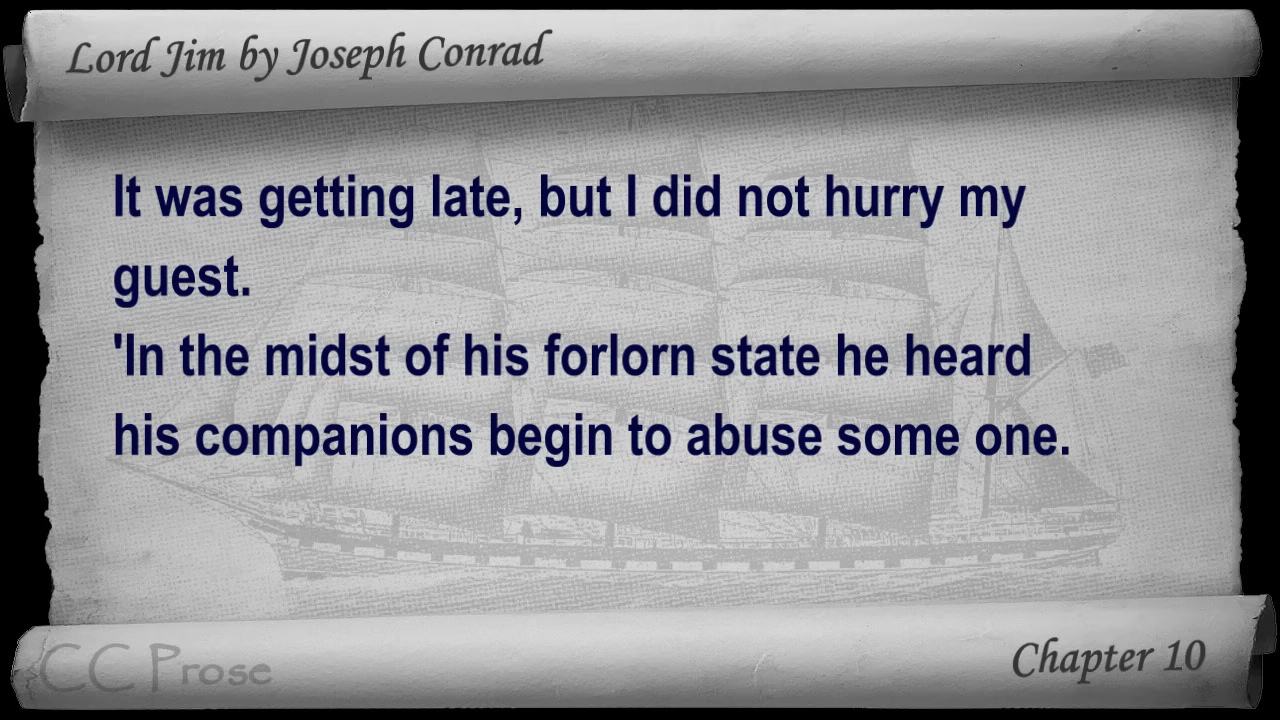 Lord Jim by Joseph Conrad
It was getting late, but I did not hurry my
guest.
'In the midst of his forlorn state he heard
his companions begin to abuse some one.
CC Prose
Chapter 10